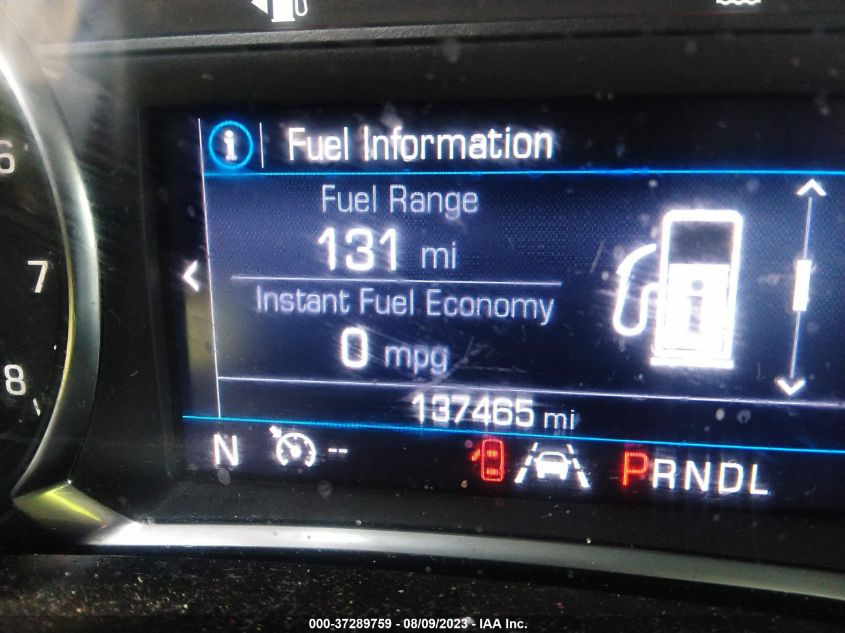 6
7
8
i Fuel Information
Fuel Range
131 mi
Instant Fuel Economy
0 mpg
i
137465 mi
N -- PRNDL
000-37289759 - 08/09/2023 - IAA Inc.